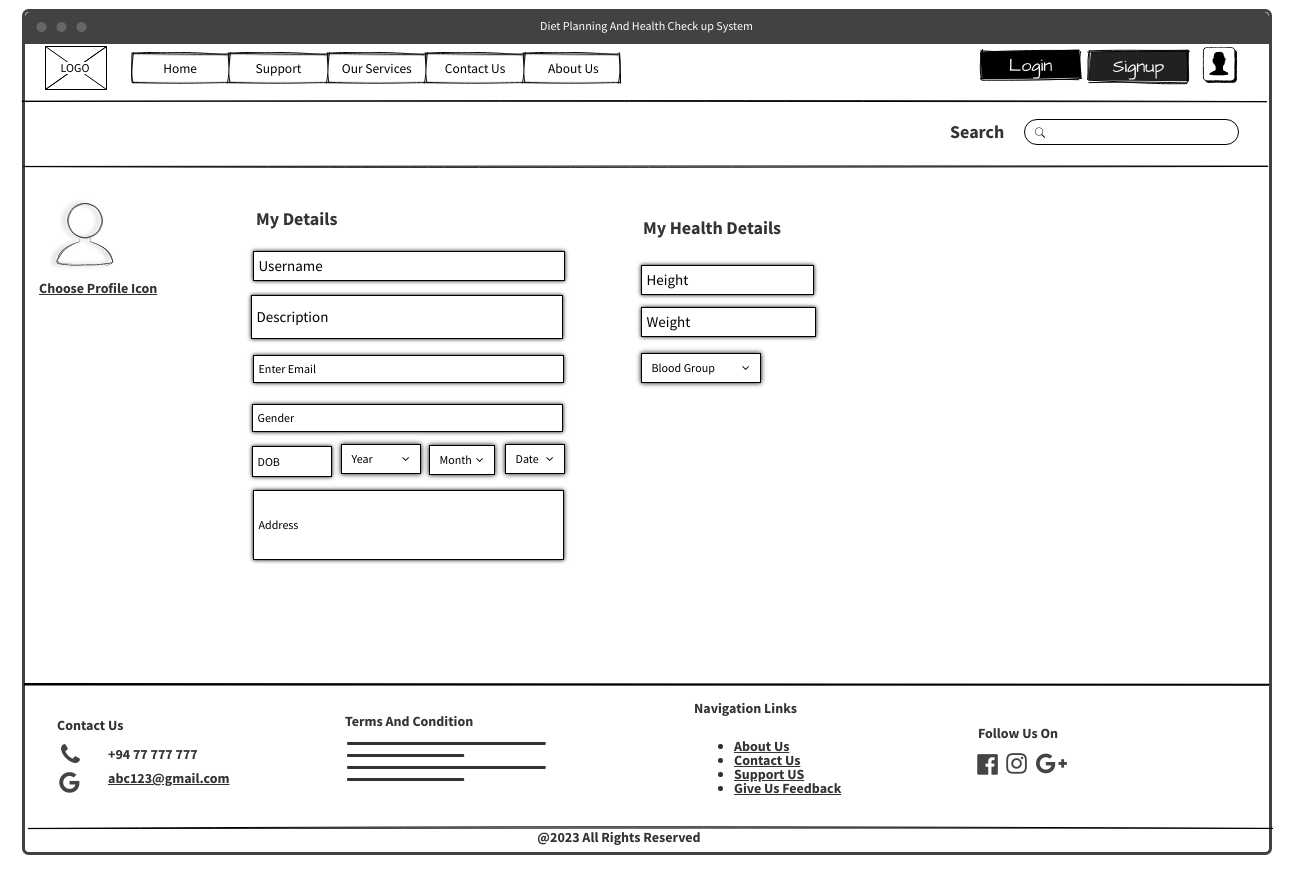 Diet Planning And Health Check up System
LOGO
Home
Support
Our Services
Contact Us
About Us
Login
Signup
Search
Choose Profile Icon
My Details
Username
Description
Enter Email
Gender
DOB
Year
Month
Date
Address
My Health Details
Height
Weight
Blood Group
Contact Us
+94 77 777 777
abc123@gmail.com
Terms And Condition
Navigation Links
About Us
Contact Us
Support US
Give Us Feedback
Follow Us On
@2023 All Rights Reserved